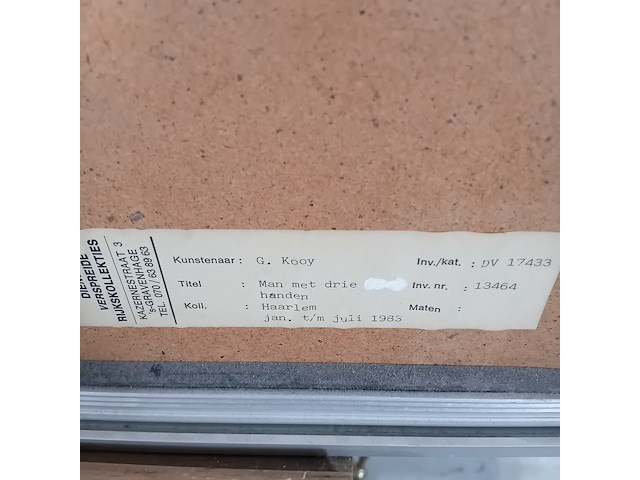 DIENST
VERSPREIDE
RIJKSKOLLEKTIES
KAZERNESTRAAT 3
's-GRAVENHAGE
TEL. 070 / 63 89 63
Kunstenaar : G. Kooy Inv./kat. : DV 17433
Titel : Man met drie Inv. nr. : 13464
handen
Koll. : Haarlem Maten :
jan. t/m juli 1983